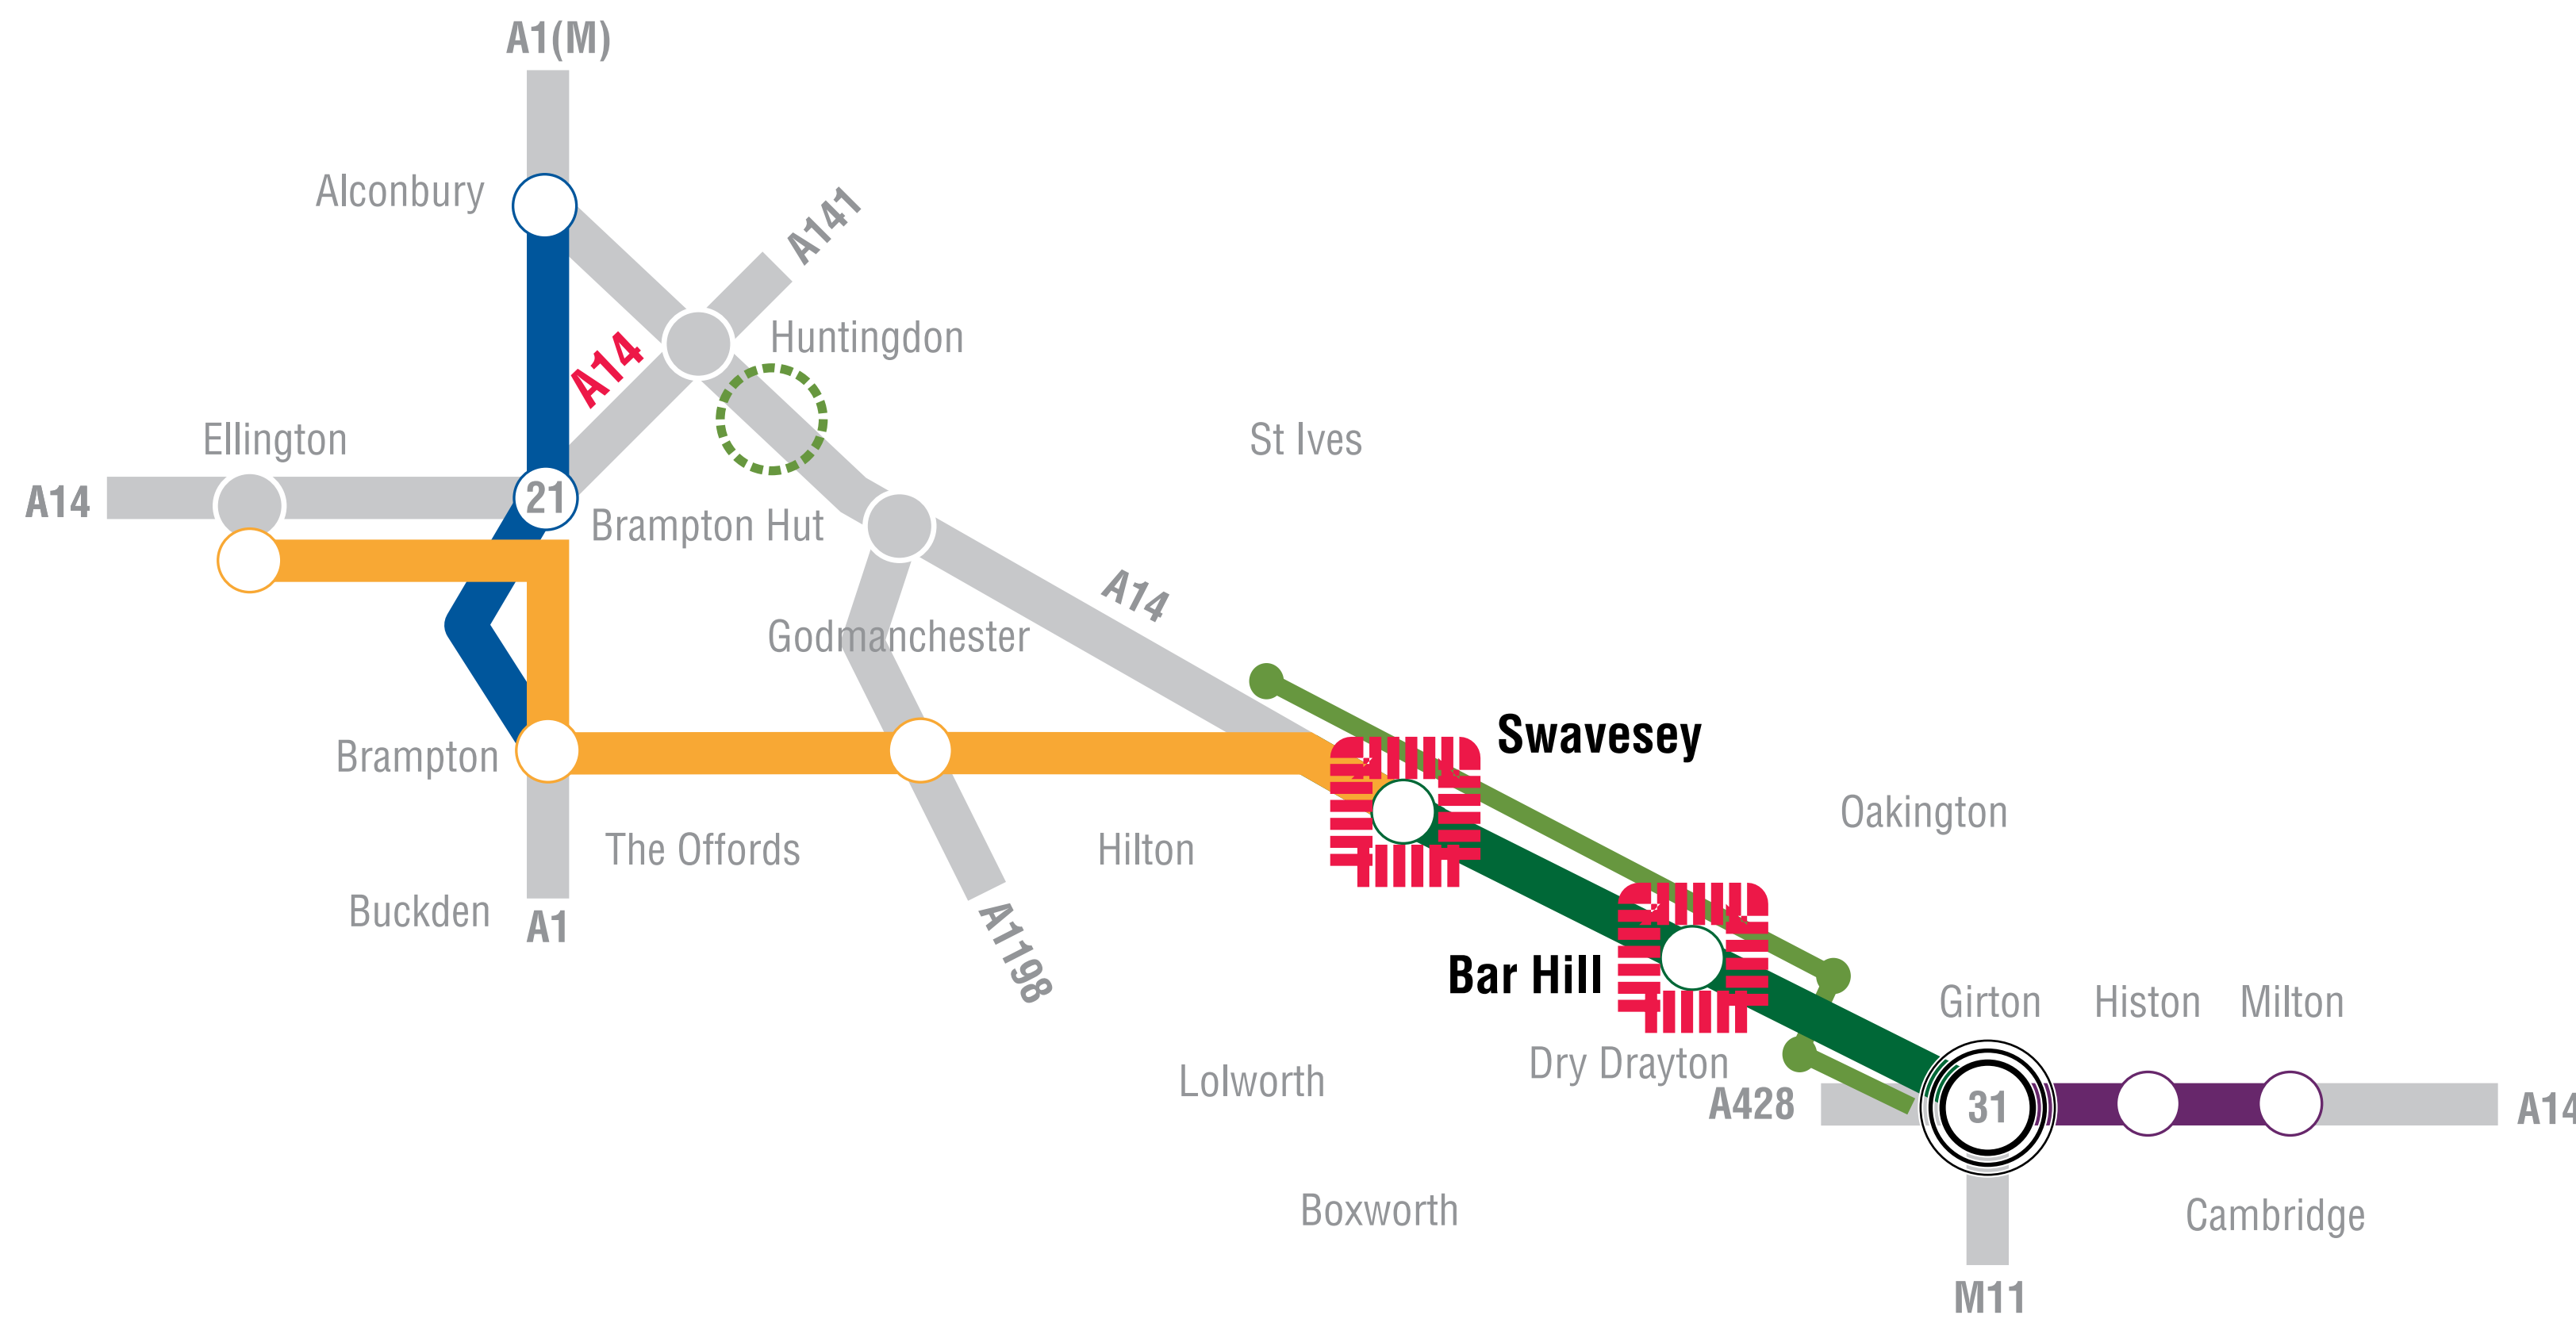 A1(M)
Alconbury
A141
Huntingdon
A14
Ellington
St Ives
A14
21
Brampton Hut
A14
Godmanchester
Swavesey
Brampton
Oakington
The Offords
Hilton
Buckden
A1
A1198
Bar Hill
Girton
Histon
Milton
Dry Drayton
Lolworth
A428
31
A14
Boxworth
Cambridge
M11